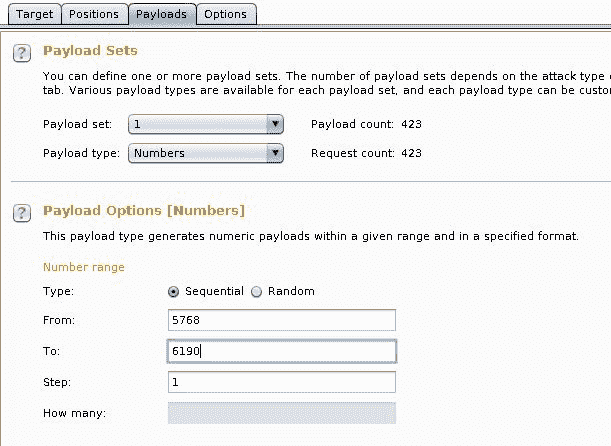 Target Positions Payloads Options
? Payload Sets
You can define one or more payload sets. The number of payload sets depends on the attack type
tab. Various payload types are available for each payload set, and each payload type can be
Payload set: 1 Payload count: 423
Payload type: Numbers Request count: 423
? Payload Options [Numbers]
This payload type generates numeric payloads within a given range and in a specified format.
Number range
Type: Sequential Random
From: 5768
To: 6190
Step: 1
How many: